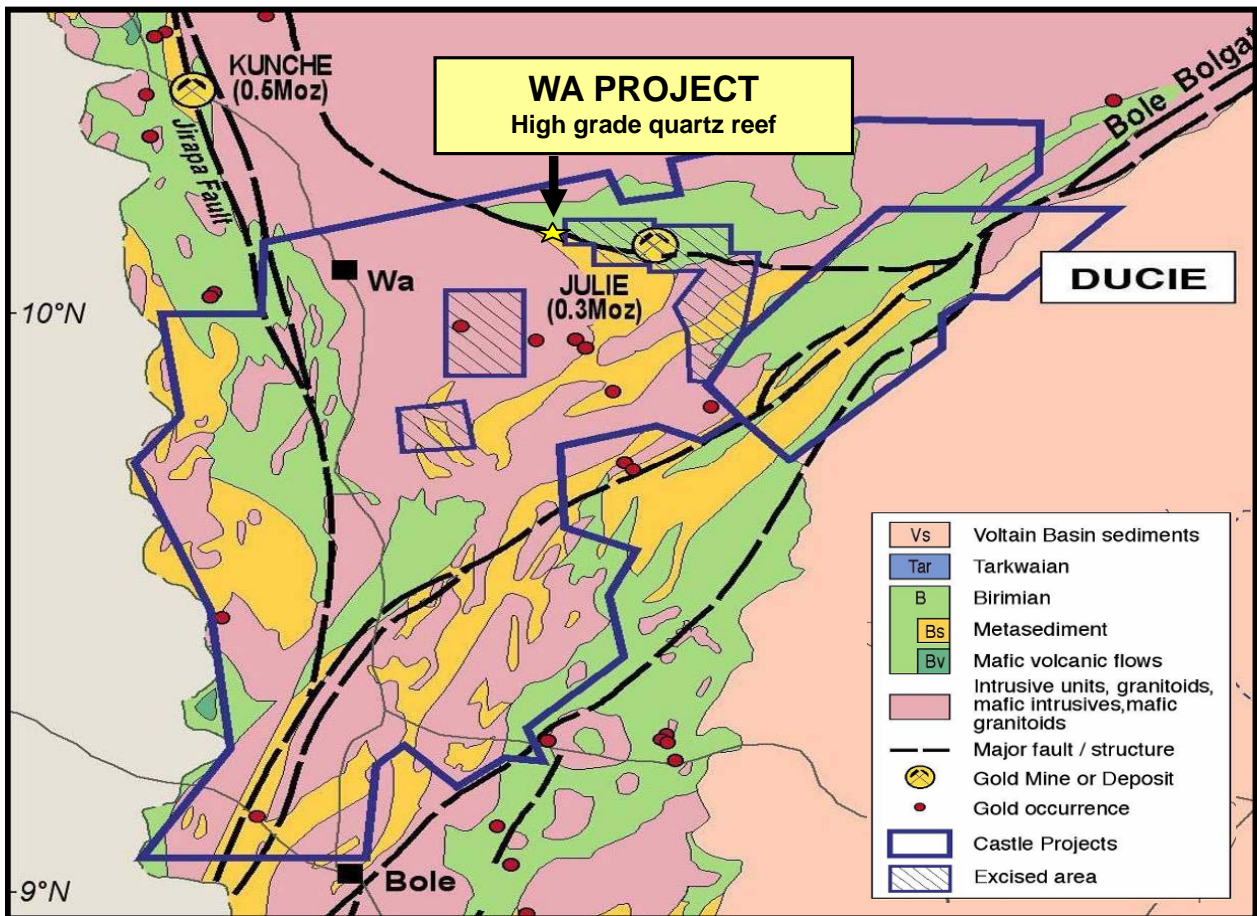 KUNCHE
(0.5Moz)
WA PROJECT
High grade quartz reef
Bole Bolgat
Jirapa Fault
Wa
JULIE
(0.3Moz)
DUCIE
10°N
Vs Voltain Basin sediments
Tar Tarkwaian
B Birimian
Bs Metasediment
Bv Mafic volcanic flows
Intrusive units, granitoids,
mafic intrusives,mafic
granitoids
Major fault / structure
Gold Mine or Deposit
Gold occurrence
Castle Projects
Excised area
Bole
9°N